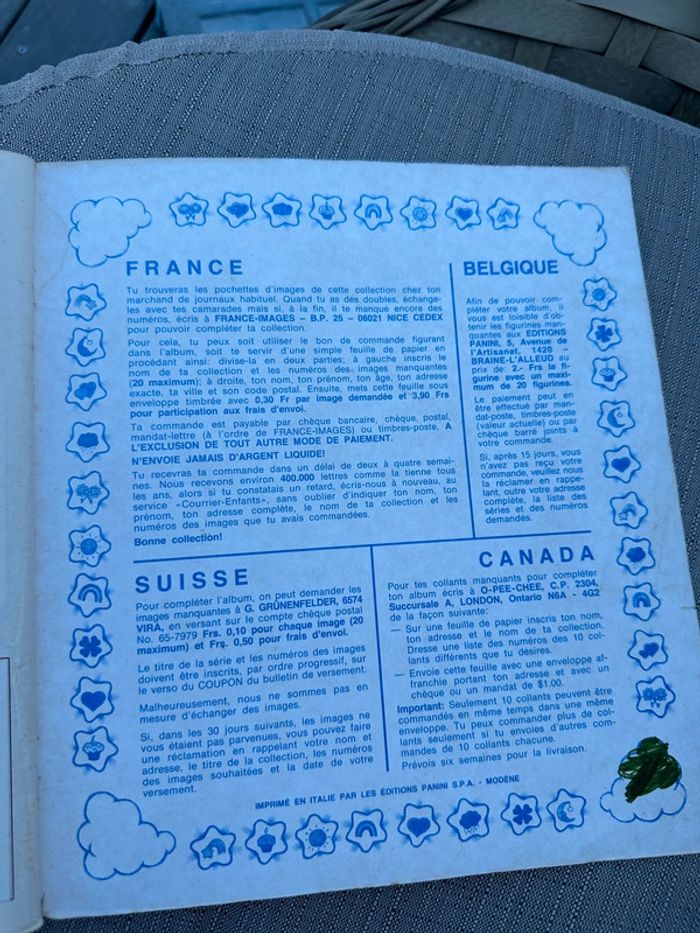 FRANCE
Tu trouveras les pochettes d'images de cette collection chez ton
marchand de journaux habituel. Quand tu as des doubles, échange-
les avec tes camarades mais si, à la fin, il te manque encore des
numéros, écris à FRANCE-IMAGES – B.P. 25 – 06021 NICE CEDEX
pour pouvoir compléter ta collection.
Pour cela, tu peux soit utiliser le bon de commande figurant
dans l'album, soit te servir d'une simple feuille de papier en
procédant ainsi: divise-la en deux parties; à gauche inscris le
nom de ta collection et les numéros des images manquantes
(20 maximum); à droite, ton nom, ton prénom, ton âge, ton adresse
exacte, ta ville et son code postal. Ensuite, mets cette feuille sous
enveloppe timbrée avec 0,30 Fr par image demandée et 3,90 Frs
pour participation aux frais d'envoi.
Ta commande est payable par chèque bancaire, chèque postal,
mandat-lettre (à l'ordre de FRANCE-IMAGES) ou timbres-poste, A
L'EXCLUSION DE TOUT AUTRE MODE DE PAIEMENT.
N'ENVOIE JAMAIS D'ARGENT LIQUIDE!
Tu recevras ta commande dans un délai de deux à quatre semai-
nes. Nous recevons environ 400.000 lettres comme la tienne tous
les ans, alors si tu constatais un retard, écris-nous à nouveau, au
service «Courrier-Enfants», sans oublier d'indiquer ton nom, ton
prénom, ton adresse complète, le nom de ta collection et les
numéros des images que tu avais commandées.
Bonne collection!
BELGIQUE
Afin de pouvoir com-
pléter votre album, il
vous est loisible d'ob-
tenir les figurines man-
quantes aux EDITIONS
PANINI, 5, Avenue de
l'Artisanat, 1420 –
BRAINE-L'ALLEUD au
prix de: 2.- Frs la fi-
gurine avec un maxi-
mum de 20 figurines.
Le paiement peut en
être effectué par man-
dat-poste, timbres-poste
(valeur actuelle) ou par
chèque barré joints à
votre commande.
Si, après 15 jours, vous
n'avez pas reçu votre
commande, veuillez nous
la réclamer en rappe-
lant, outre votre adresse
complète, la liste des
séries et des numéros
demandés.
SUISSE
Pour compléter l'album, on peut demander les
images manquantes à G. GRÜNENFELDER, 6574
VIRA, en versant sur le compte chèque postal
No. 65-7979 Frs. 0,10 pour chaque image (20
maximum) et Frs. 0,50 pour frais d'envoi.
Le titre de la série et les numéros des images
doivent être inscrits, par ordre progressif, sur
le verso du COUPON du bulletin de versement.
Malheureusement, nous ne sommes pas en
mesure d'échanger des images.
Si, dans les 30 jours suivants, les images ne
vous étaient pas parvenues, vous pouvez faire
une réclamation en rappelant votre nom et
adresse, le titre de la collection, les numéros
des images souhaitées et la date de votre
versement.
CANADA
Pour tes collants manquants pour compléter
ton album écris à O-PEE-CHEE, C.P. 2304,
Succursale A, LONDON, Ontario N6A - 4G2
de la façon suivante:
— Sur une feuille de papier inscris ton nom,
ton adresse et le nom de ta collection.
Dresse une liste des numéros des 10 col-
lants différents que tu désires.
— Envoie cette feuille avec une enveloppe af-
franchie portant ton adresse et avec un
chèque ou un mandat de $1.00.
Important: Seulement 10 collants peuvent être
commandés en même temps dans une même
enveloppe. Tu peux commander plus de col-
lants seulement si tu envoies d'autres com-
mandes de 10 collants chacune.
Prévois six semaines pour la livraison.
IMPRIMÉ EN ITALIE PAR LES ÉDITIONS PANINI S.P.A. - MODÈNE